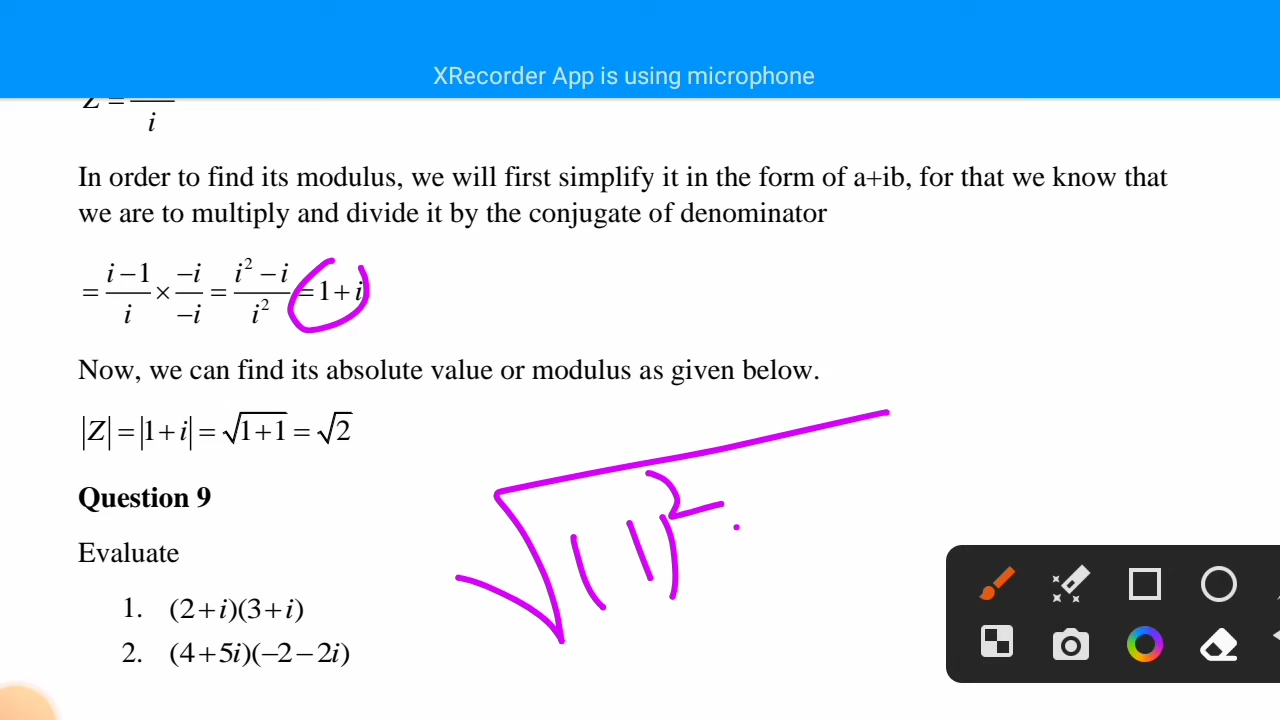 XRecorder App is using microphone
Z = ―
i
In order to find its modulus, we will first simplify it in the form of a+ib, for that we know that
we are to multiply and divide it by the conjugate of denominator
= (i−1)/i × (−i)/(−i) = (i² − i)/i² = 1+i
Now, we can find its absolute value or modulus as given below.
|Z| = |1+i| = √(1+1) = √2
Question 9
√(1)²
Evaluate
1. (2+i)(3+i)
2. (4+5i)(−2−2i)